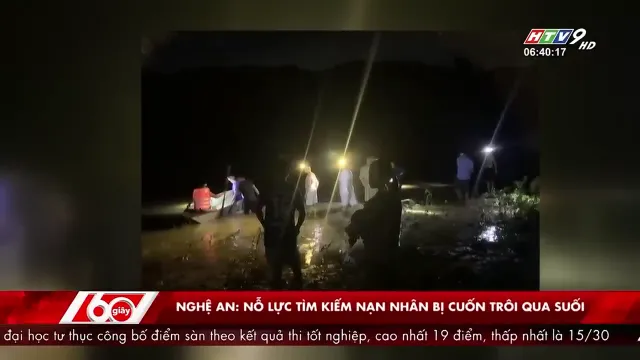 HTV9 HD
06:40:17
60 giây
NGHỆ AN: NỖ LỰC TÌM KIẾM NẠN NHÂN BỊ CUỐN TRÔI QUA SUỐI
đại học tư thục công bố điểm sàn theo kết quả thi tốt nghiệp, cao nhất 19 điểm, thấp nhất là 15/30